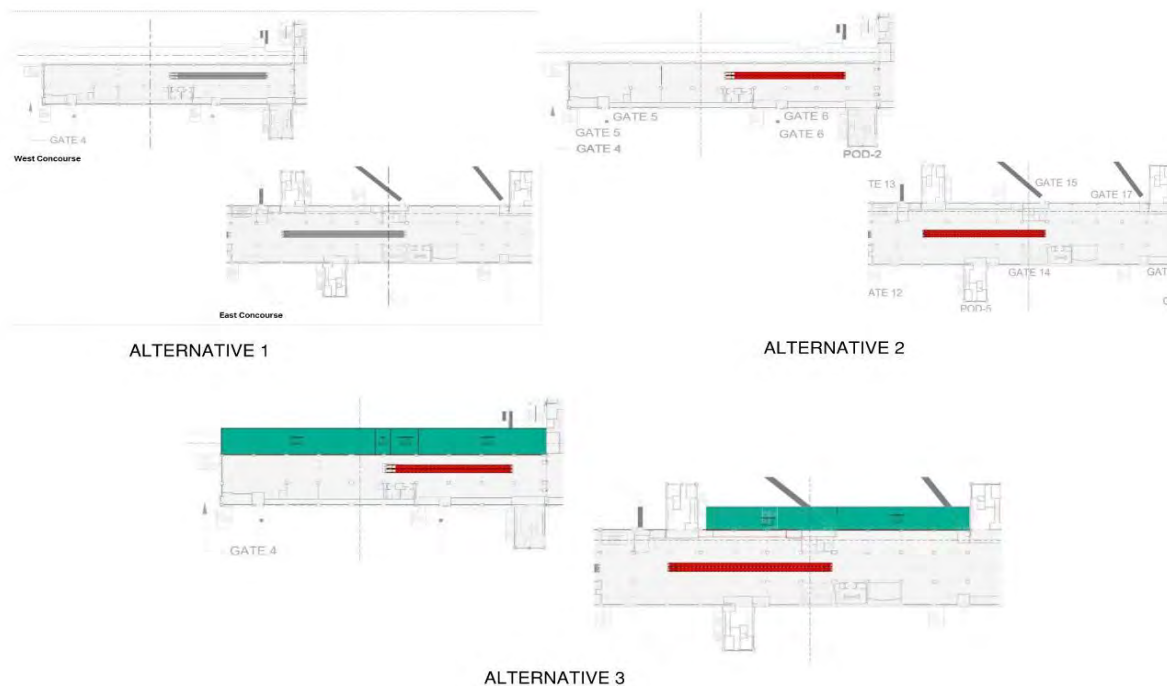 GATE 4
West Concourse
East Concourse
ALTERNATIVE 1
GATE 5
GATE 6
GATE 5
GATE 6
GATE 4
POD-2
TE 13
GATE 15
GATE 17
GATE 14
GAT
ATE 12
POD-5
ALTERNATIVE 2
GATE 4
ALTERNATIVE 3